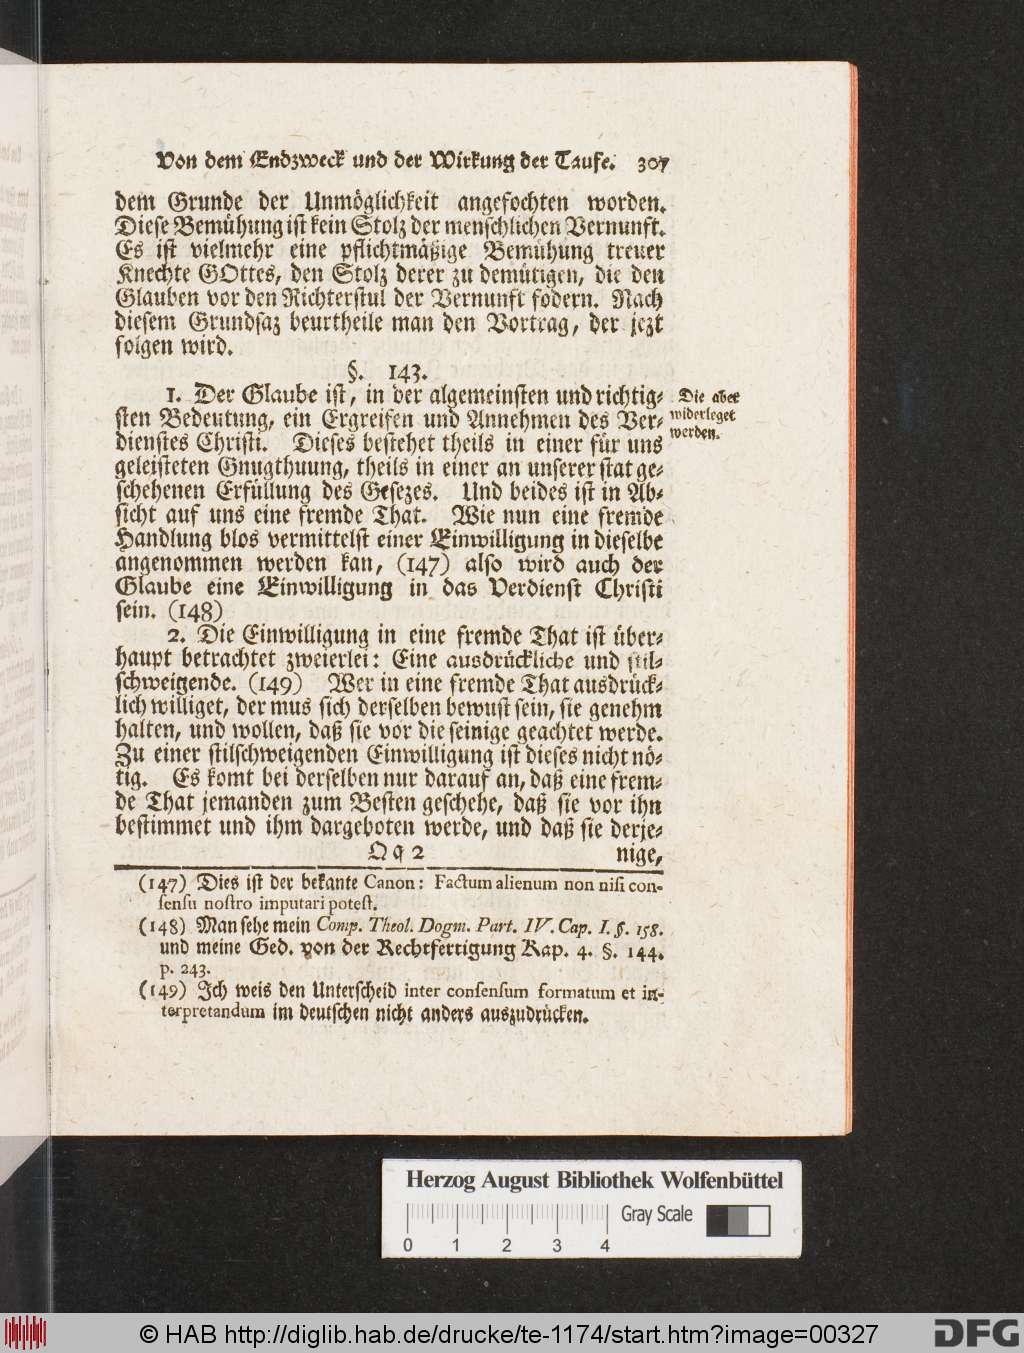 Von dem Endzweck und der Wirkung der Taufe. 307
dem Grunde der Unmöglichkeit angefochten worden.
Diese Bemühung ist kein Stolz der menschlichen Vernunft.
Es ist vielmehr eine pflichtmäßige Bemühung treuer
Knechte GOttes, den Stolz derer zu demütigen, die den
Glauben vor den Richterstul der Vernunft fodern. Nach
diesem Grundsaz beurtheile man den Vortrag, der jezt
folgen wird.
§. 143.
1. Der Glaube ist, in der algemeinsten und richtig-
sten Bedeutung, ein Ergreifen und Annehmen des Ver-
dienstes Christi. Dieses bestehet theils in einer für uns
geleisteten Gnugthuung, theils in einer an unserer stat ge-
schehenen Erfüllung des Gesezes. Und beides ist in Ab-
sicht auf uns eine fremde That. Wie nun eine fremde
Handlung blos vermittelst einer Einwilligung in dieselbe
angenommen werden kan, (147) also wird auch der
Glaube eine Einwilligung in das Verdienst Christi
sein. (148)
Die aber
widerleget
werden.
2. Die Einwilligung in eine fremde That ist über-
haupt betrachtet zweierlei: Eine ausdrückliche und stil-
schweigende. (149) Wer in eine fremde That ausdrück-
lich williget, der mus sich derselben bewust sein, sie genehm
halten, und wollen, daß sie vor die seinige geachtet werde.
Zu einer stilschweigenden Einwilligung ist dieses nicht nö-
tig. Es komt bei derselben nur darauf an, daß eine frem-
de That jemanden zum Besten geschehe, daß sie vor ihn
bestimmet und ihm dargeboten werde, und daß sie derje-
Qq 2 nige,
(147) Dies ist der bekante Canon: Factum alienum non nisi con-
sensu nostro imputari potest.
(148) Man sehe mein Comp. Theol. Dogm. Part. IV. Cap. I. §. 158.
und meine Ged. von der Rechtfertigung Kap. 4. §. 144.
p. 243.
(149) Ich weis den Unterscheid inter consensum formatum et in-
terpretandum im deutschen nicht anders auszudrücken.
Herzog August Bibliothek Wolfenbüttel
Gray Scale
0 1 2 3 4
© HAB http://diglib.hab.de/drucke/te-1174/start.htm?image=00327
DFG